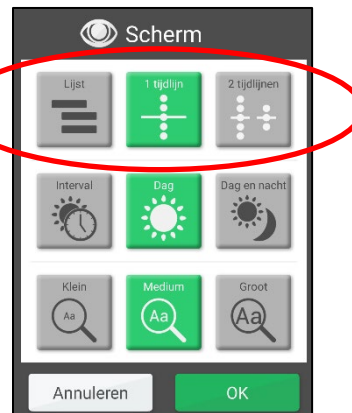 Scherm
Lijst 1 tijdlijn 2 tijdlijnen
Interval Dag Dag en nacht
Klein Medium Groot
Aa Aa Aa
Annuleren OK